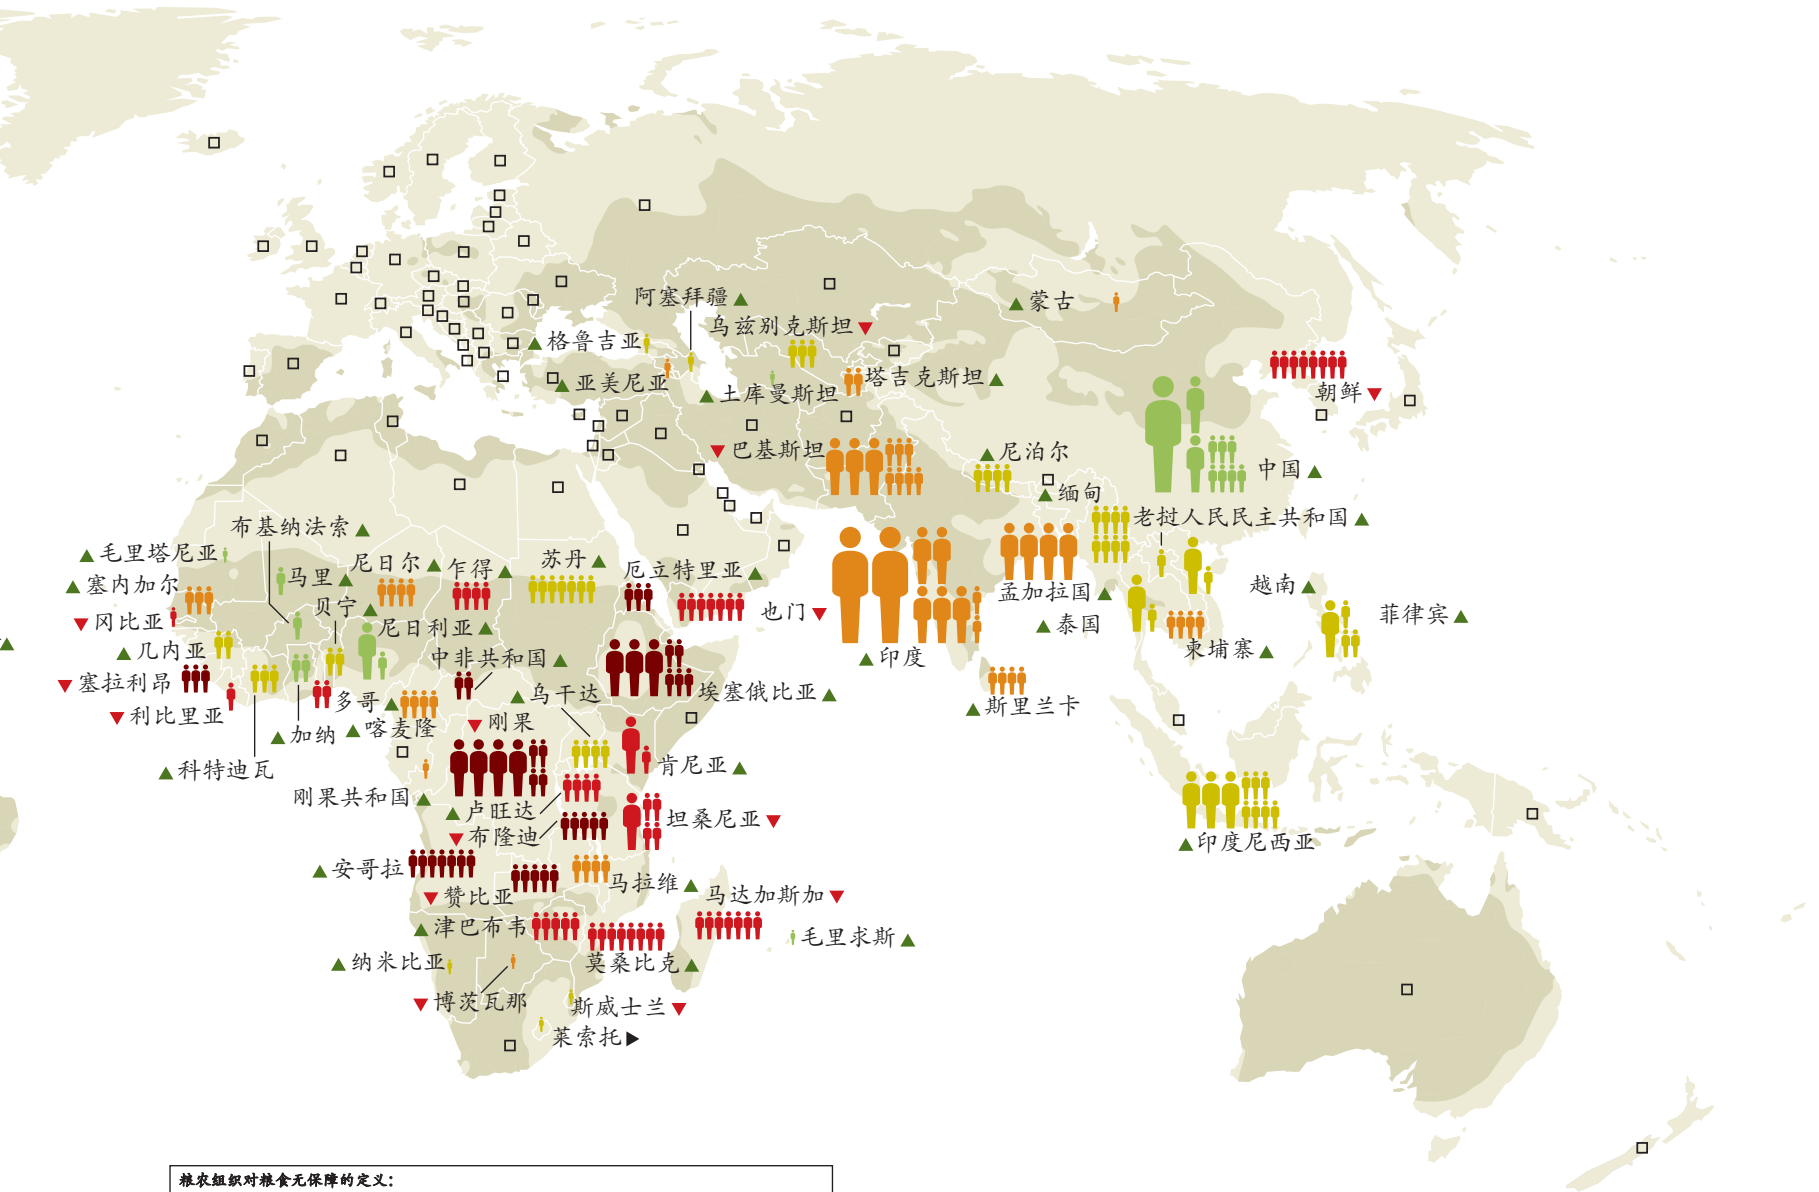 阿塞拜疆
蒙古
乌兹别克斯坦
格鲁吉亚
亚美尼亚
塔吉克斯坦
土库曼斯坦
朝鲜
巴基斯坦
尼泊尔
中国
缅甸
老挝人民民主共和国
布基纳法索
毛里塔尼亚
尼日尔
乍得
苏丹
厄立特里亚
马里
塞内加尔
贝宁
也门
孟加拉国
越南
冈比亚
尼日利亚
泰国
菲律宾
几内亚
中非共和国
印度
柬埔寨
塞拉利昂
乌干达
埃塞俄比亚
多哥
利比里亚
斯里兰卡
加纳
喀麦隆
刚果
科特迪瓦
肯尼亚
刚果共和国
卢旺达
坦桑尼亚
布隆迪
印度尼西亚
安哥拉
马拉维
赞比亚
马达加斯加
津巴布韦
毛里求斯
纳米比亚
莫桑比克
博茨瓦那
斯威士兰
莱索托
粮农组织对粮食无保障的定义：